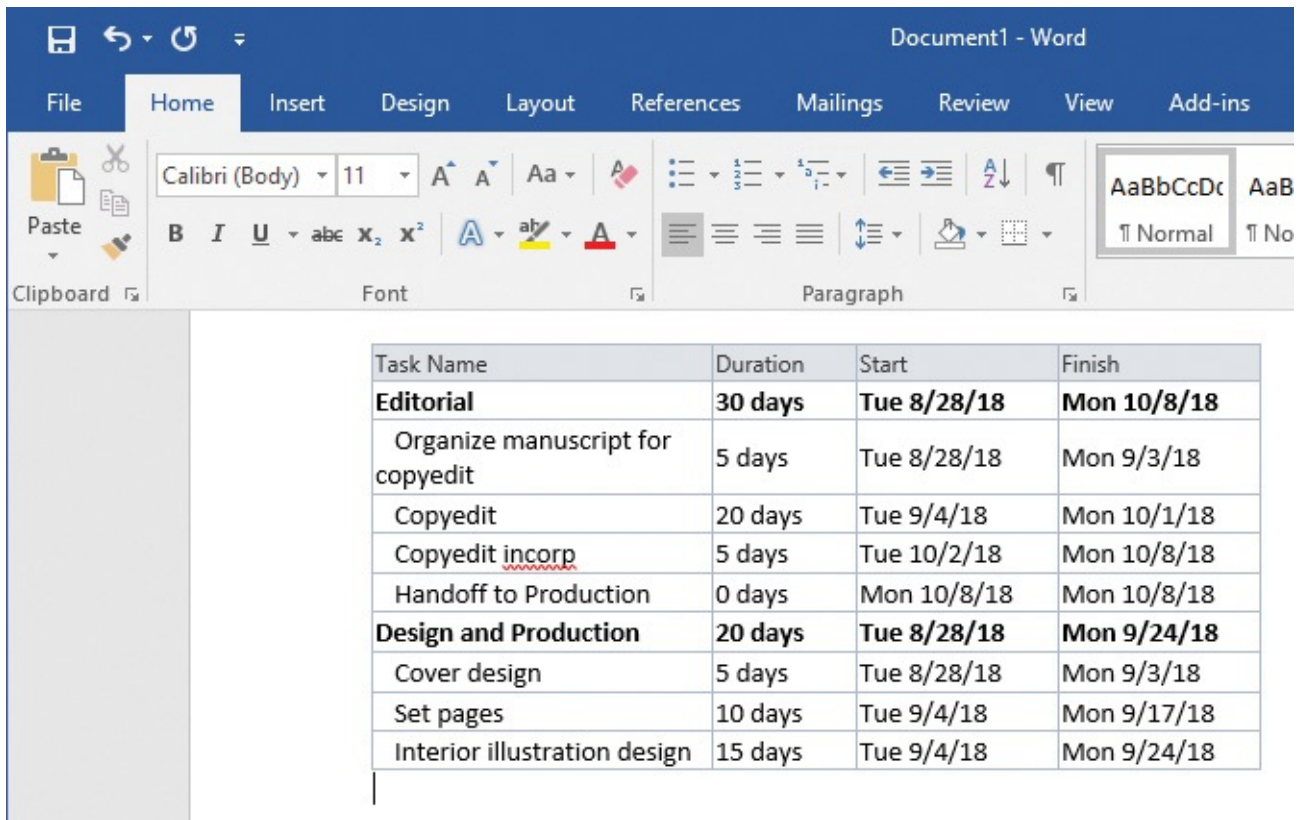 Document1 - Word
File Home Insert Design Layout References Mailings Review View Add-ins
Calibri (Body) 11 A A Aa A A Z ¶ AaBbCcDc AaB
Paste B I U abc X₂ X² A ab A ¶ Normal ¶ No
Clipboard Font Paragraph
Task Name Duration Start Finish
Editorial 30 days Tue 8/28/18 Mon 10/8/18
Organize manuscript for
copyedit 5 days Tue 8/28/18 Mon 9/3/18
Copyedit 20 days Tue 9/4/18 Mon 10/1/18
Copyedit incorp 5 days Tue 10/2/18 Mon 10/8/18
Handoff to Production 0 days Mon 10/8/18 Mon 10/8/18
Design and Production 20 days Tue 8/28/18 Mon 9/24/18
Cover design 5 days Tue 8/28/18 Mon 9/3/18
Set pages 10 days Tue 9/4/18 Mon 9/17/18
Interior illustration design 15 days Tue 9/4/18 Mon 9/24/18